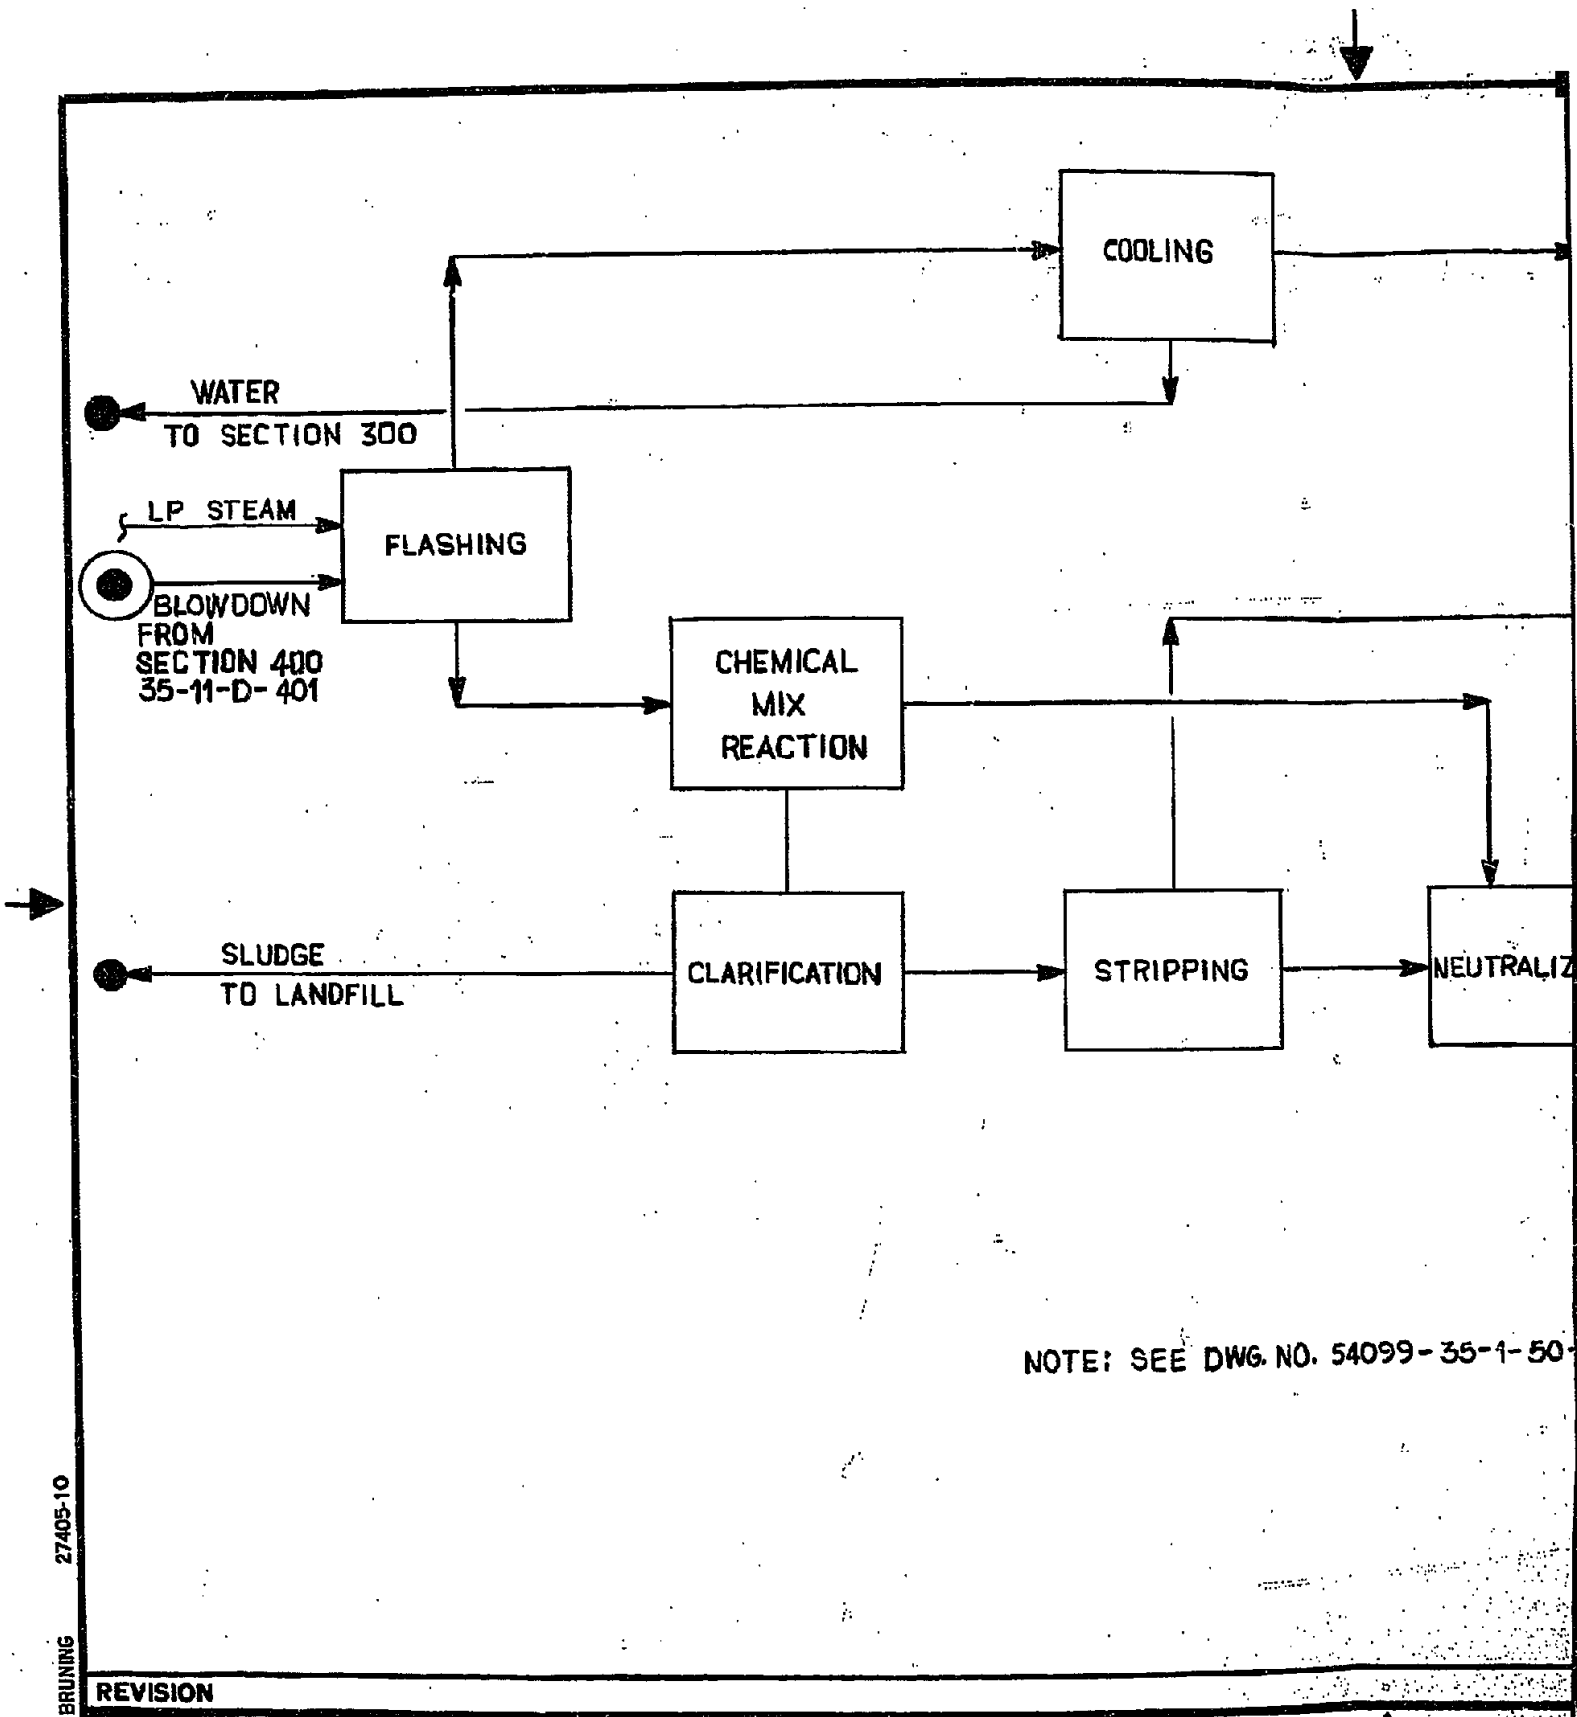 COOLING
WATER
TO SECTION 300
LP STEAM
FLASHING
BLOWDOWN
FROM
SECTION 400
35-11-D-401
CHEMICAL
MIX
REACTION
SLUDGE
TO LANDFILL
CLARIFICATION
STRIPPING
NEUTRALIZ
NOTE: SEE DWG. NO. 54099-35-1-50-
BRUNING 27405-10
REVISION